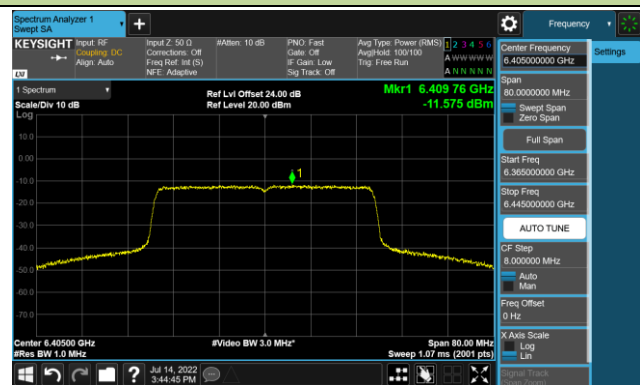 Spectrum Analyzer 1
Swept SA
Frequency
KEYSIGHT
Input: RF
Coupling: DC
Align: Auto
Input Z: 50 Ω
Corrections: Off
Freq Ref: Int (S)
NFE: Adaptive
#Atten: 10 dB
PNO: Fast
Gate: Off
IF Gain: Low
Sig Track: Off
Avg Type: Power (RMS)
Avg|Hold: 100/100
Trig: Free Run
1 2 3 4 5 6
A W W W W W
A N N N N N
LXI
1 Spectrum
Scale/Div 10 dB
Log
Ref Lvl Offset 24.00 dB
Ref Level 20.00 dBm
Mkr1 6.409 76 GHz
-11.575 dBm
10.0
0.00
-10.0
-20.0
-30.0
-40.0
-50.0
-60.0
-70.0
1
Center 6.40500 GHz
#Res BW 1.0 MHz
#Video BW 3.0 MHz*
Span 80.00 MHz
Sweep 1.07 ms (2001 pts)
Center Frequency
6.405000000 GHz
Settings
Span
80.0000000 MHz
Swept Span
Zero Span
Full Span
Start Freq
6.365000000 GHz
Stop Freq
6.445000000 GHz
AUTO TUNE
CF Step
8.000000 MHz
Auto
Man
Freq Offset
0 Hz
X Axis Scale
Log
Lin
Signal Track
(Span Zoom)
Jul 14, 2022
3:44:45 PM